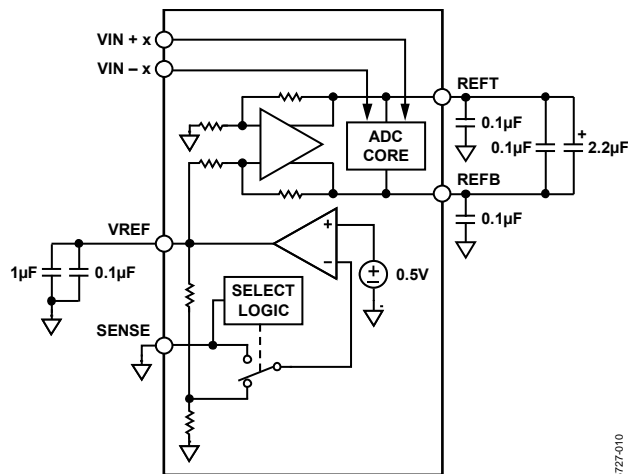 VIN + x
VIN – x
REFT
ADC
CORE
0.1µF
0.1µF
+
2.2µF
REFB
0.1µF
VREF
+
–
+
–
0.5V
1µF
0.1µF
SELECT
LOGIC
SENSE
727-010